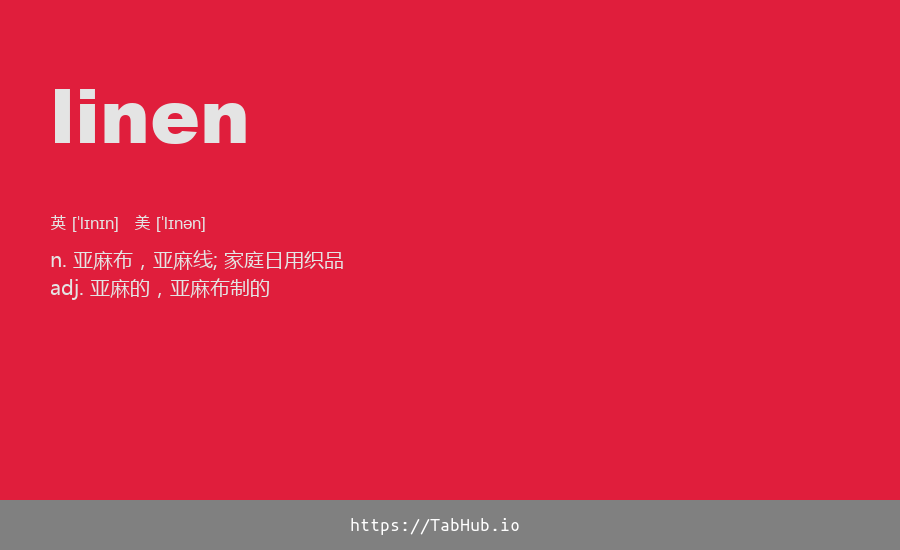 linen
英 [ˈlɪnɪn]   美 [ˈlɪnən]
n. 亚麻布，亚麻线; 家庭日用织品
adj. 亚麻的，亚麻布制的
https://TabHub.io